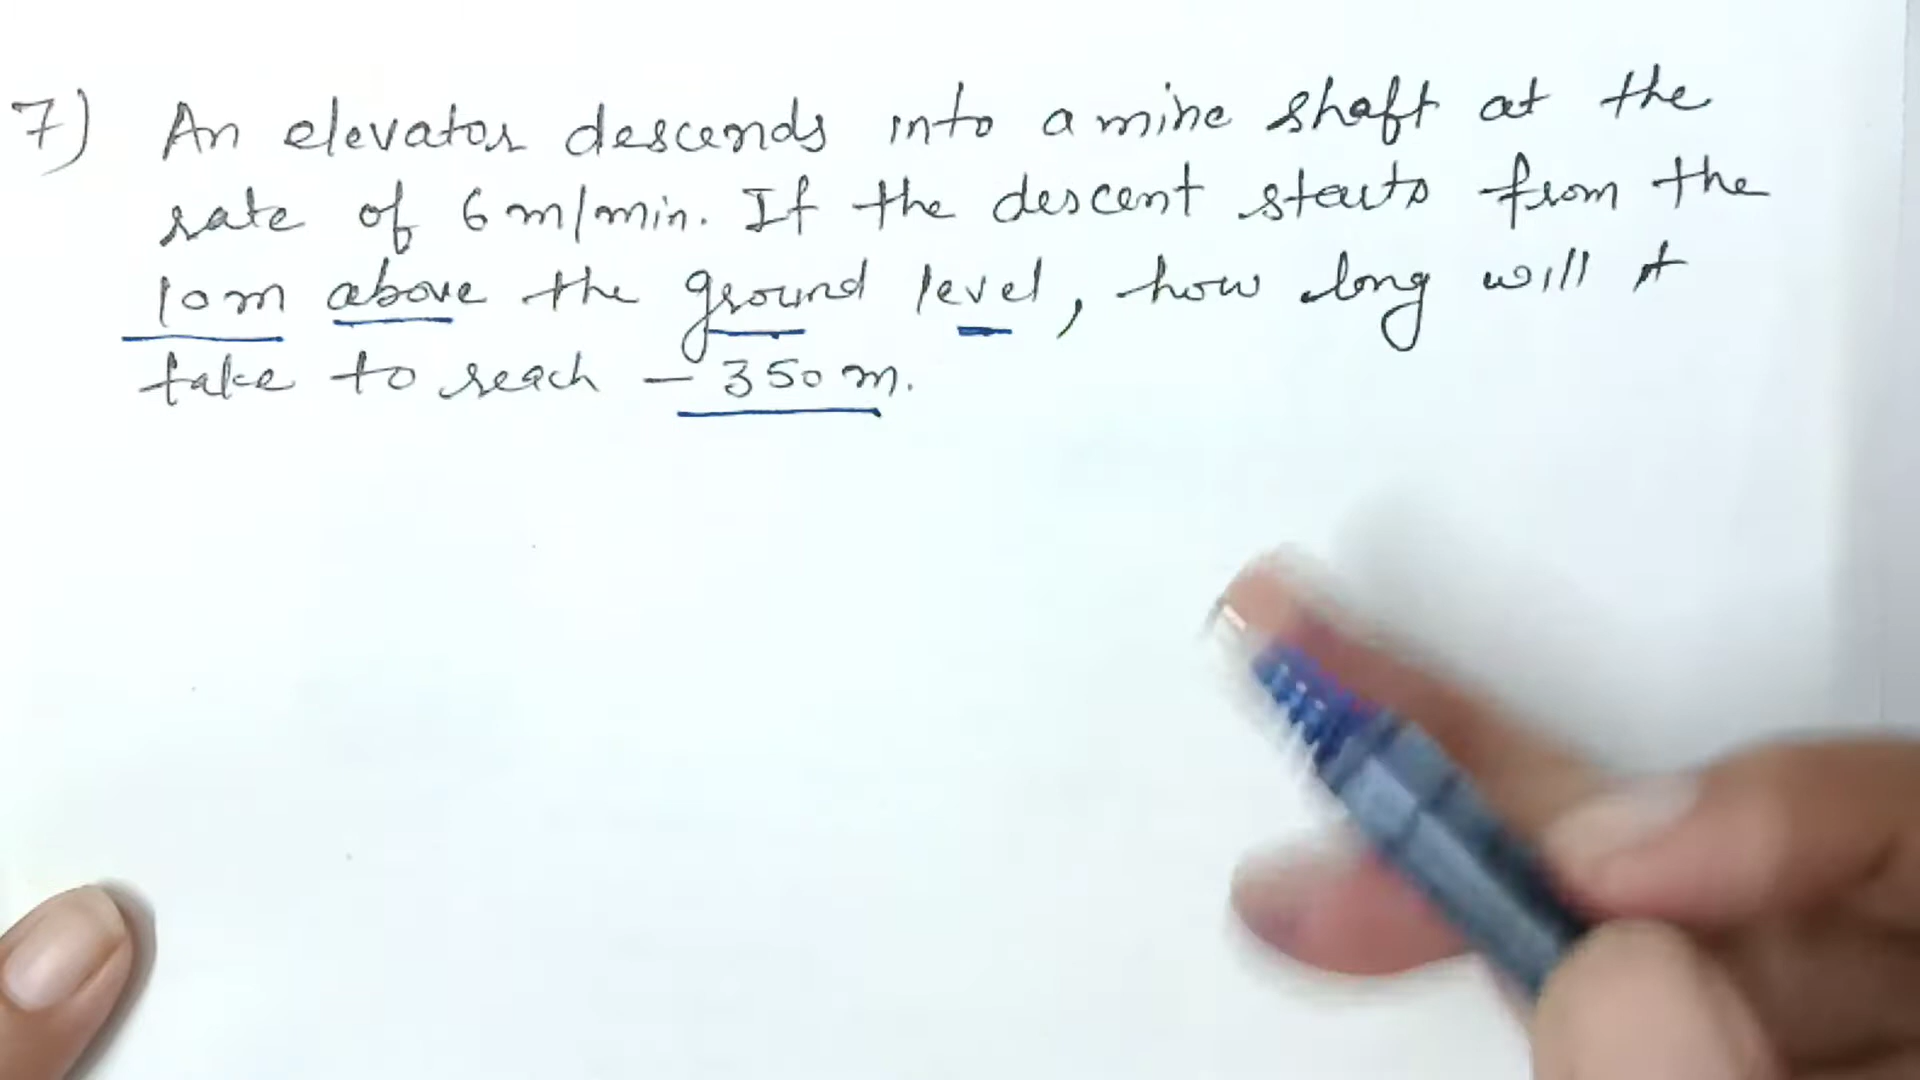 7) An elevator descends into a mine shaft at the
rate of 6 m/min. If the descent starts from the
10m above the ground level, how long will it
take to reach - 350 m.